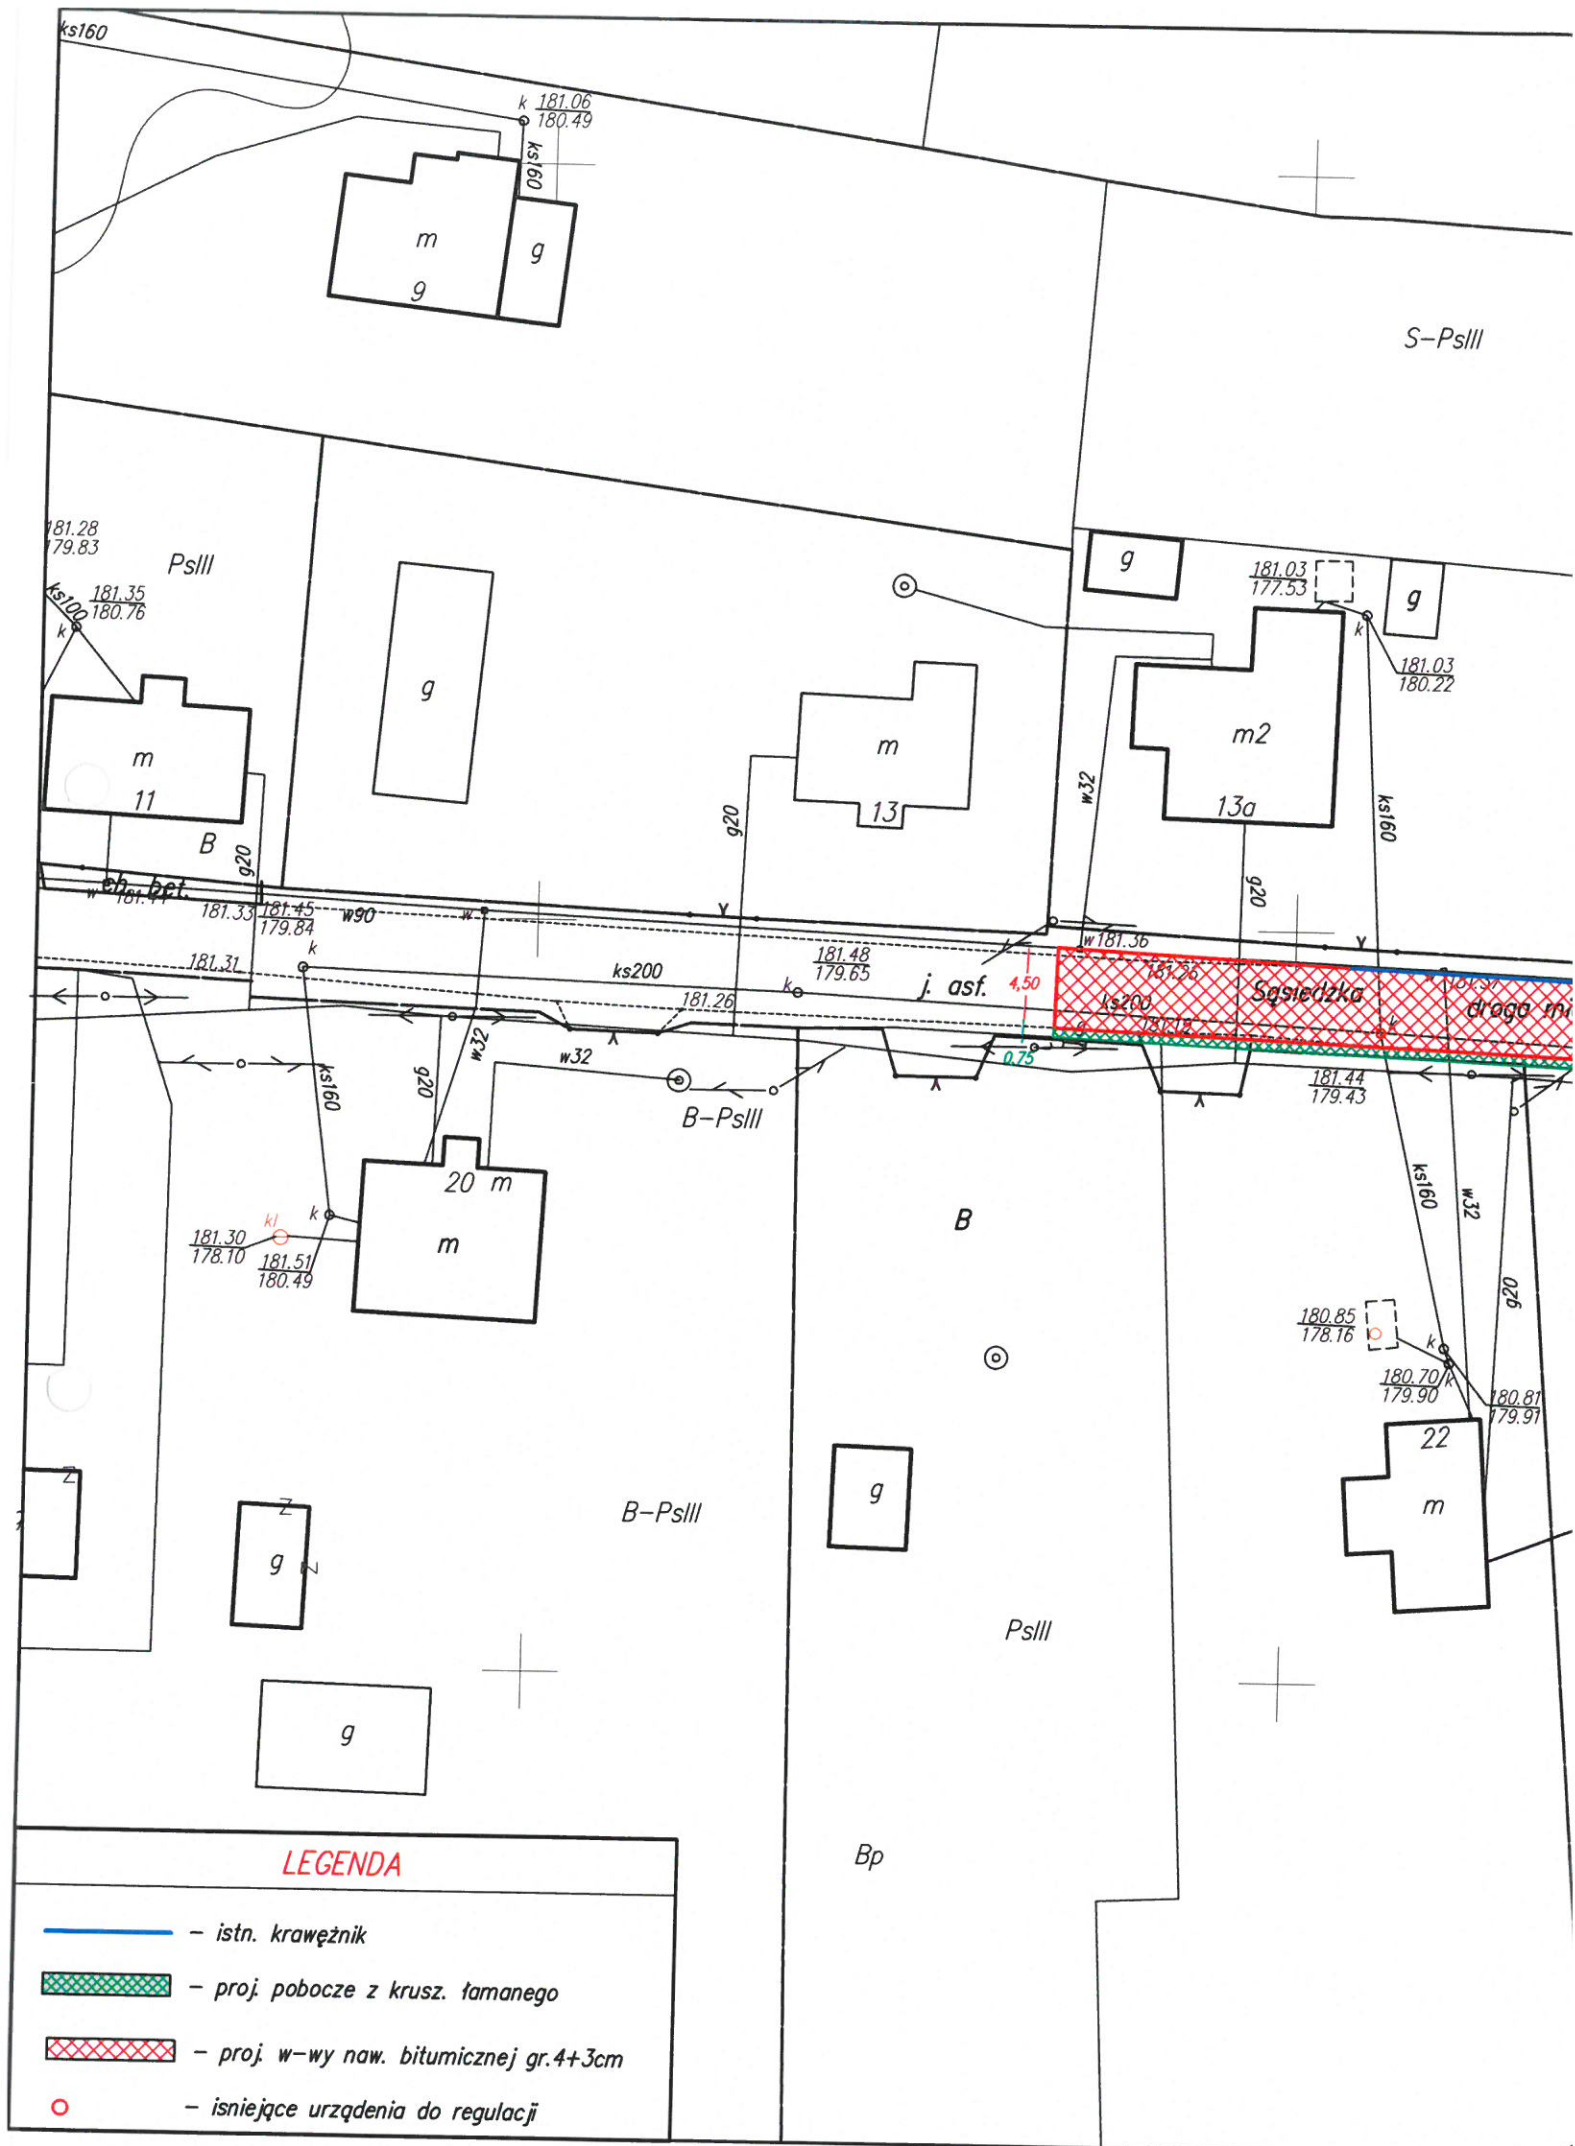 ks160
k 181.06
180.49
ks160
m
g
9
S-PsIII
181.28
179.83
PsIII
ks100
181.35
180.76
k
g
g
181.03
177.53
g
k
181.03
180.22
m
11
m
13
m2
13a
w32
ks160
g20
B
g20
g20
w eh. bet.
181.33
181.45
179.84
w90
w
k
181.31
ks200
181.48
179.65
k
j. asf.
4,50
w181.36
181.26
ks200
Sąsiedzka
droga
k
181.26
0.75
w32
g20
w32
ks160
B-PsIII
181.44
179.43
20 m
m
k
kl
181.30
178.10
181.51
180.49
B
ks160
w32
g20
180.85
178.16
k
180.70
179.90
k
180.81
179.91
22
m
g
B-PsIII
g
PsIII
g
Bp
LEGENDA
- istn. krawężnik
- proj. pobocze z krusz. łamanego
- proj. w-wy naw. bitumicznej gr.4+3cm
- isniejące urządenia do regulacji